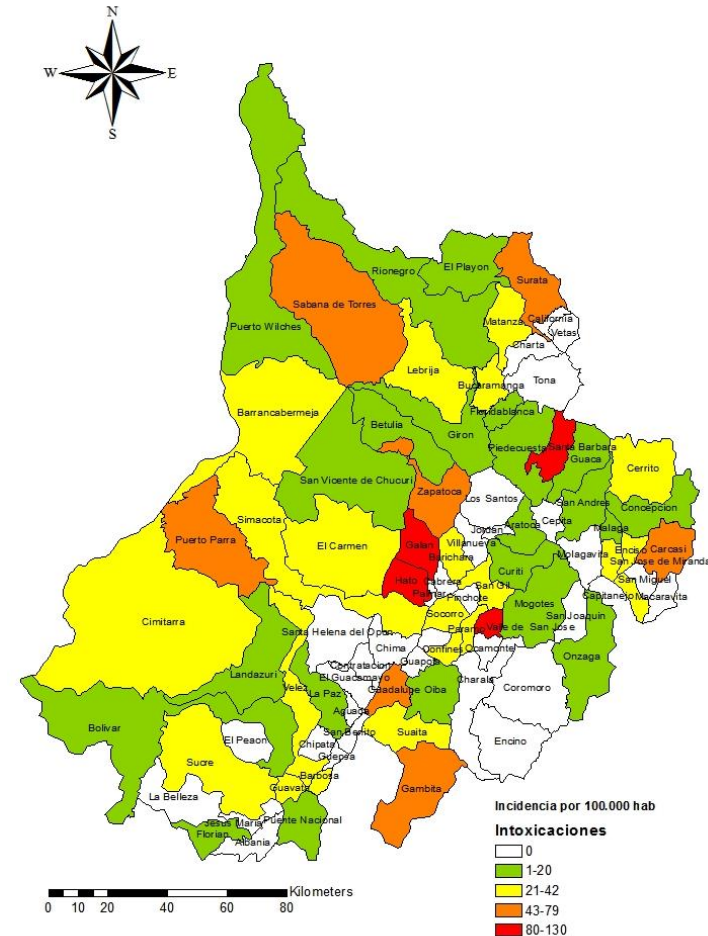 N
W E
S
El Playon
Surata
Rionegro
Sabana de Torres
California
Matanza
Vetas
Puerto Wilches
Charta
Lebrija
Tona
Bucaramanga
Barrancabermeja
Floridablanca
Betulia
Giron
Piedecuesta
Santa Barbara
Guaca
Cerrito
San Vicente de Chucuri
Zapatoca
Los Santos
San Andres
Concepcion
Simacota
Jordan
Aratoca
Cepita
Malaga
Puerto Parra
El Carmen
Galan
Villanueva
Barichara
Molagavita
Enciso
Carcasi
San Jose de Miranda
Curiti
Hato
Cabrera
San Gil
San Miguel
Palmar
Pinchote
Capitanejo
Macaravita
Mogotes
Cimitarra
Socorro
San Joaquin
Paramo
Valle de San Jose
Santa Helena del Opon
Chima
Confines
Ocamonte
Onzaga
Guapota
Contratacion
Landazuri
El Guacamayo
Charala
Velez
La Paz
Guadalupe
Oiba
Coromoro
Aguada
Bolivar
San Benito
Suaita
El Peaon
Chipata
Encino
Guepsa
Sucre
Barbosa
Guavata
Gambita
La Belleza
Jesus Maria
Puente Nacional
Florian
Albania
Incidencia por 100.000 hab
Intoxicaciones
0
1-20
21-42
43-79
80-130
Kilometers
0 10 20 40 60 80